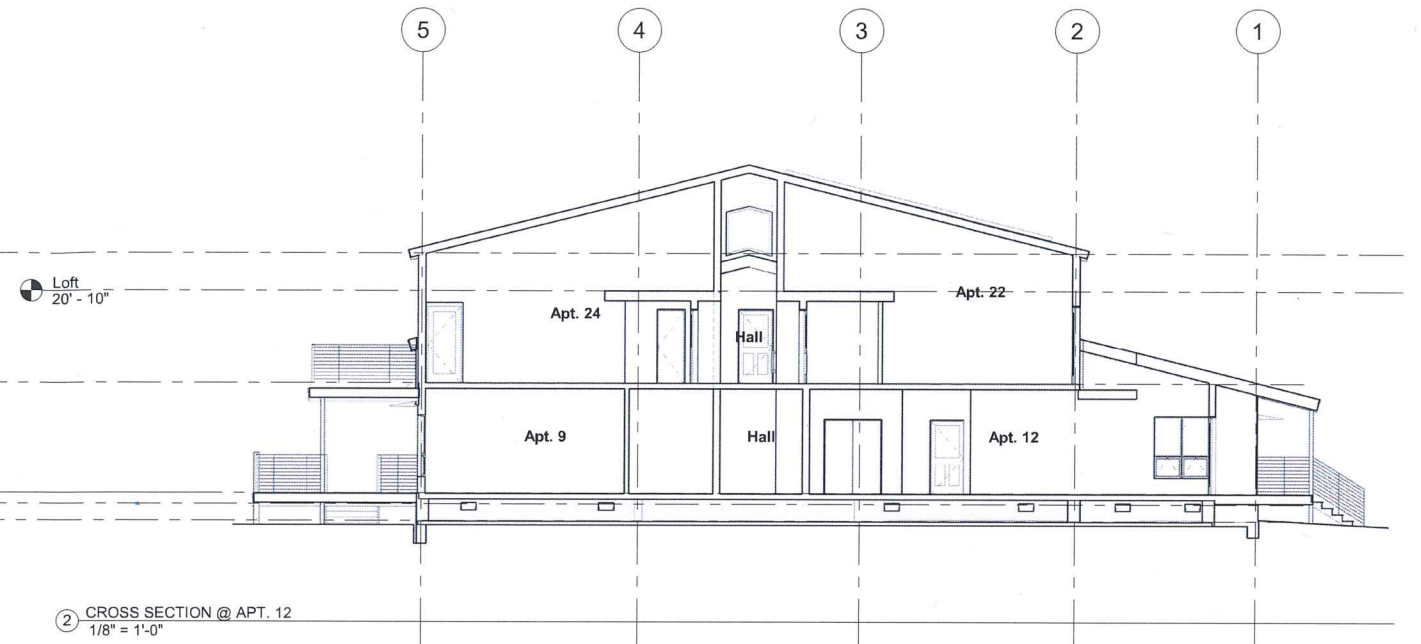 5
4
3
2
1
Loft
20' - 10"
Apt. 22
Apt. 24
Hall
Apt. 9
Hall
Apt. 12
2
CROSS SECTION @ APT. 12
1/8" = 1'-0"